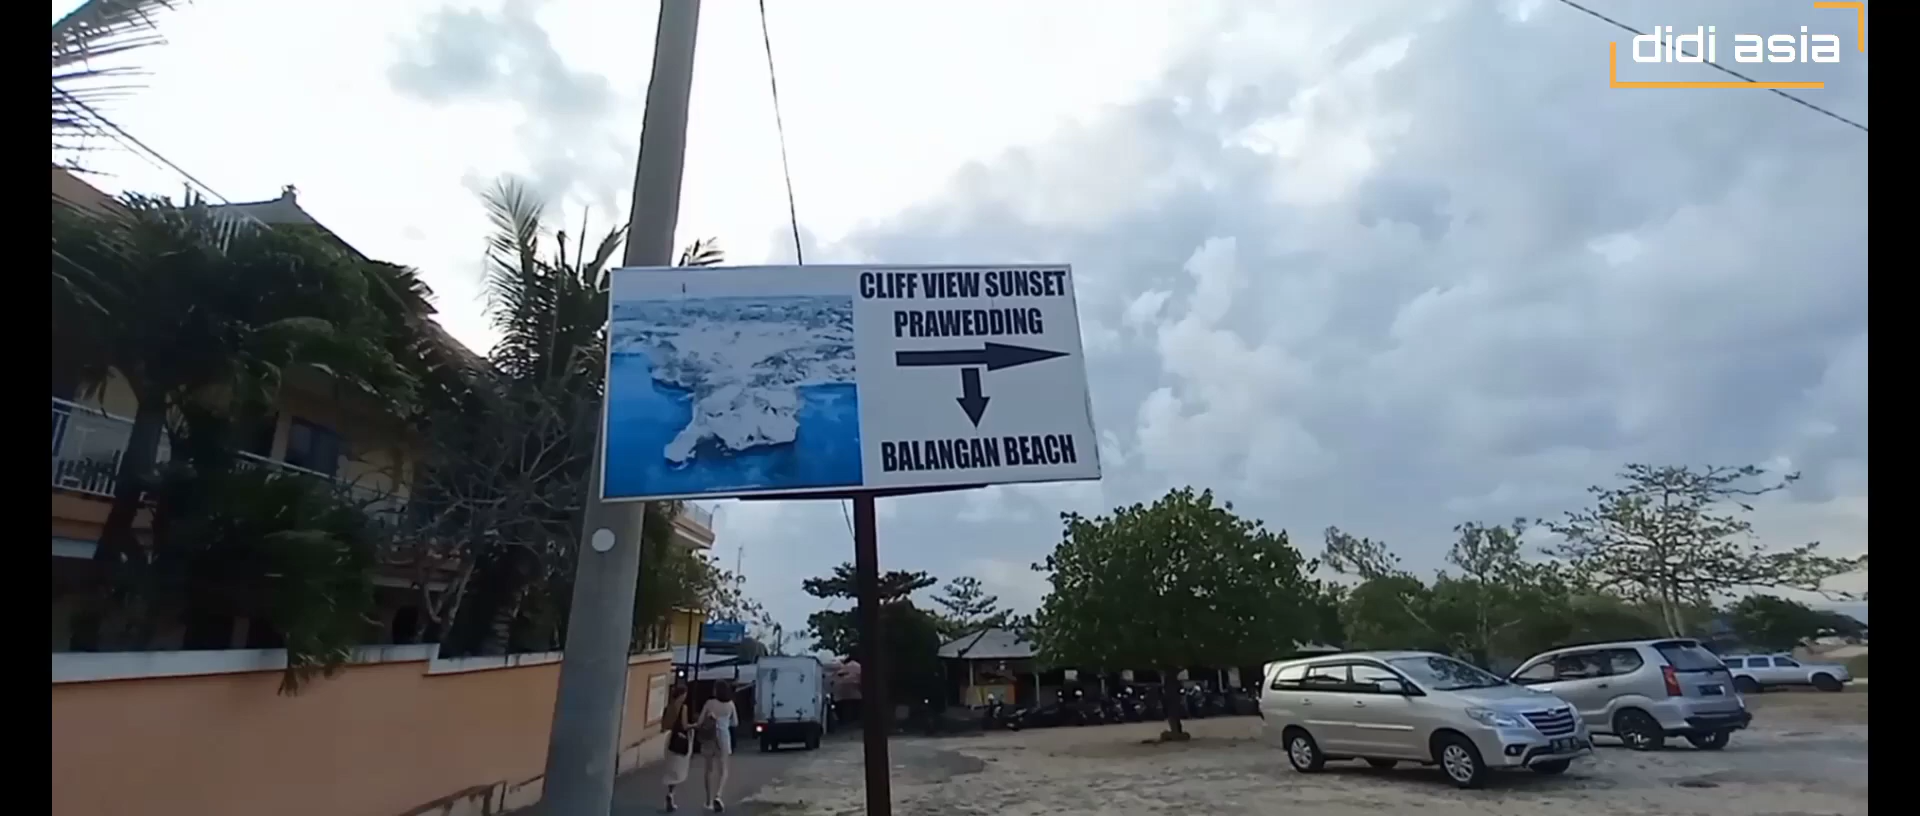 didi asia
CLIFF VIEW SUNSET
PRAWEDDING
BALANGAN BEACH